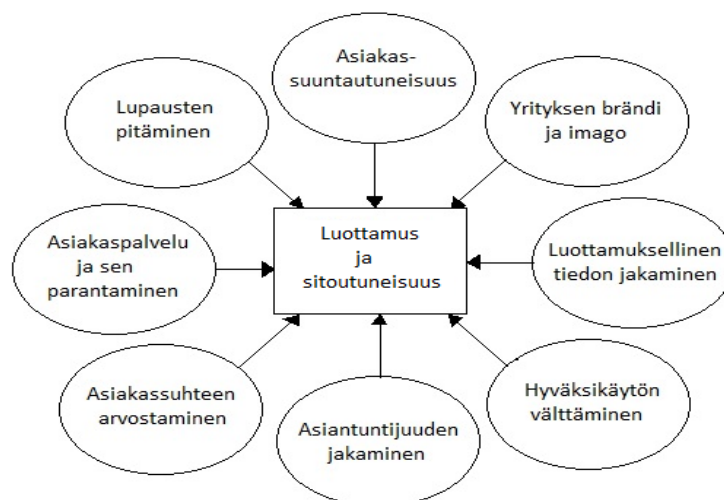 Asiakas-
suuntautuneisuus
Lupausten
pitäminen
Yrityksen brändi
ja imago
Asiakaspalvelu
ja sen
parantaminen
Luottamus
ja
sitoutuneisuus
Luottamuksellinen
tiedon jakaminen
Asiakassuhteen
arvostaminen
Asiantuntijuuden
jakaminen
Hyväksikäytön
välttäminen